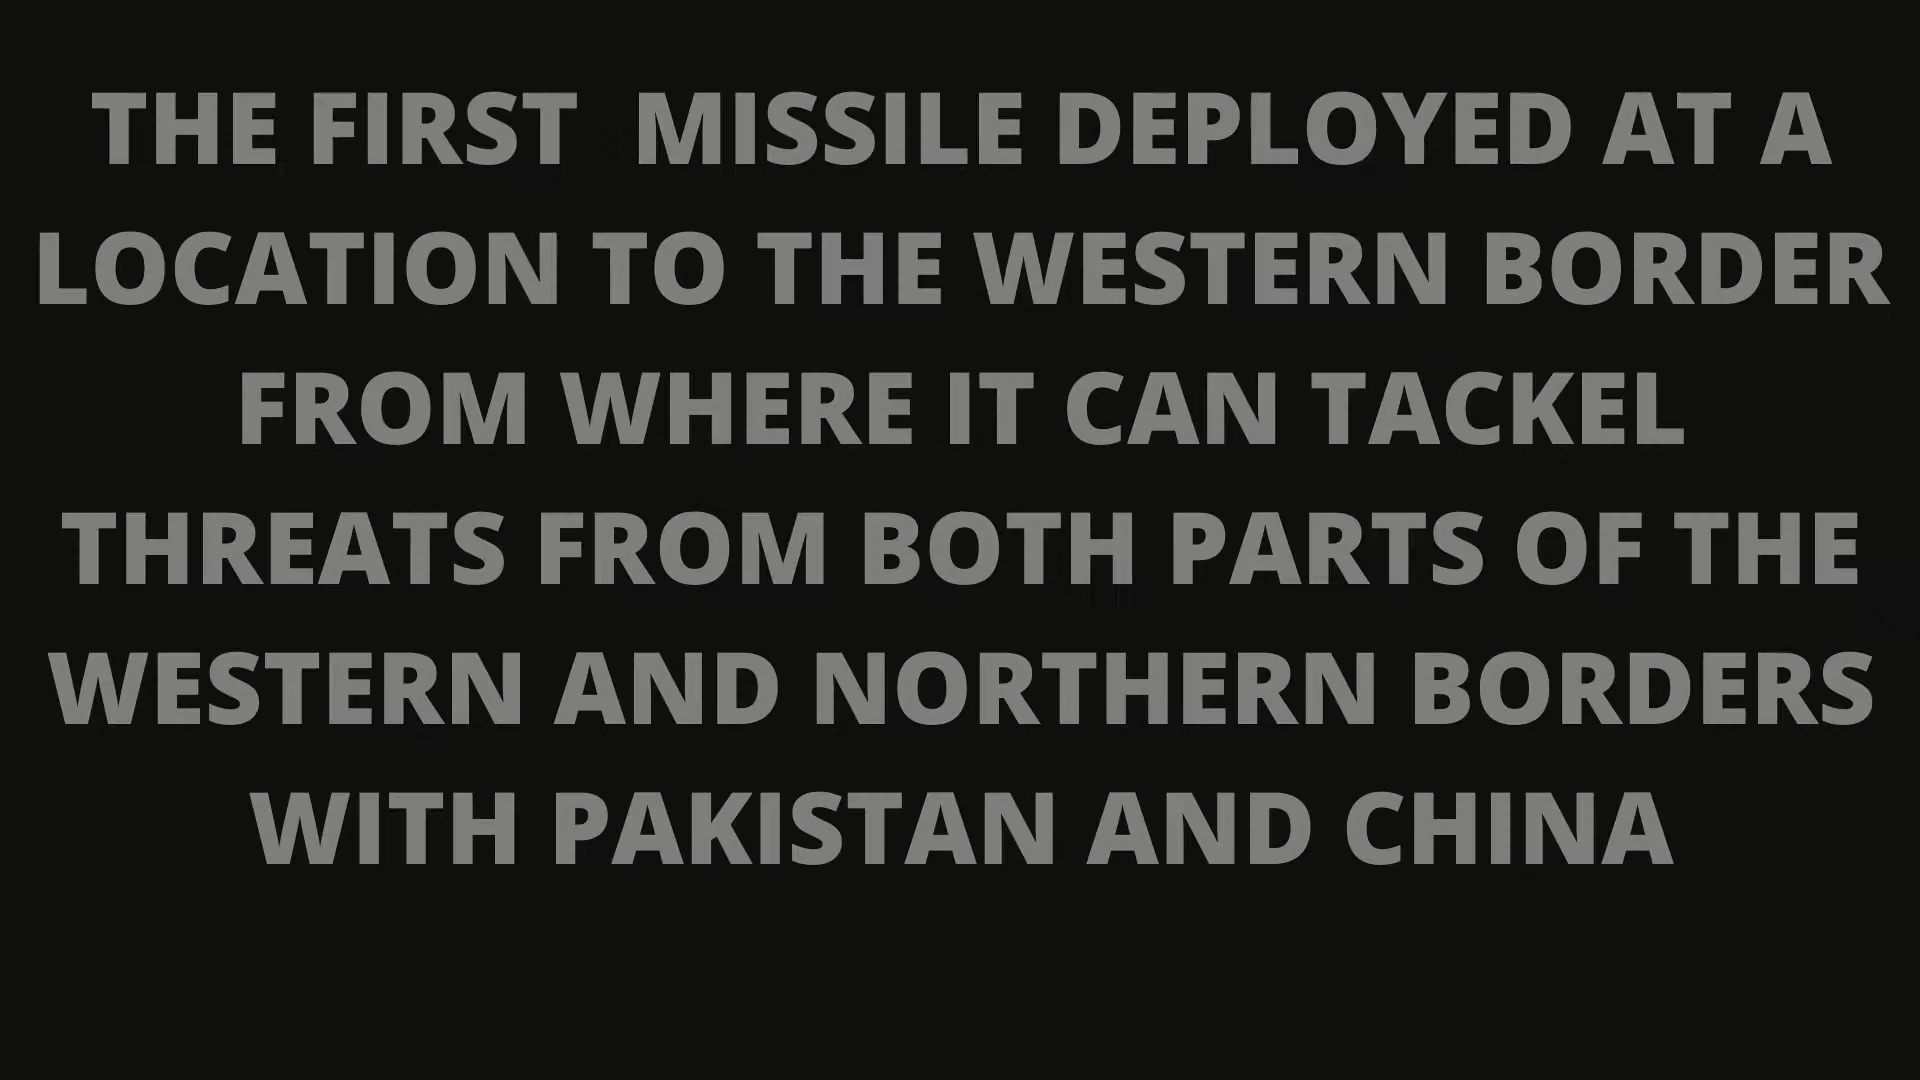 THE FIRST  MISSILE DEPLOYED AT A
LOCATION TO THE WESTERN BORDER
FROM WHERE IT CAN TACKEL
THREATS FROM BOTH PARTS OF THE
WESTERN AND NORTHERN BORDERS
WITH PAKISTAN AND CHINA